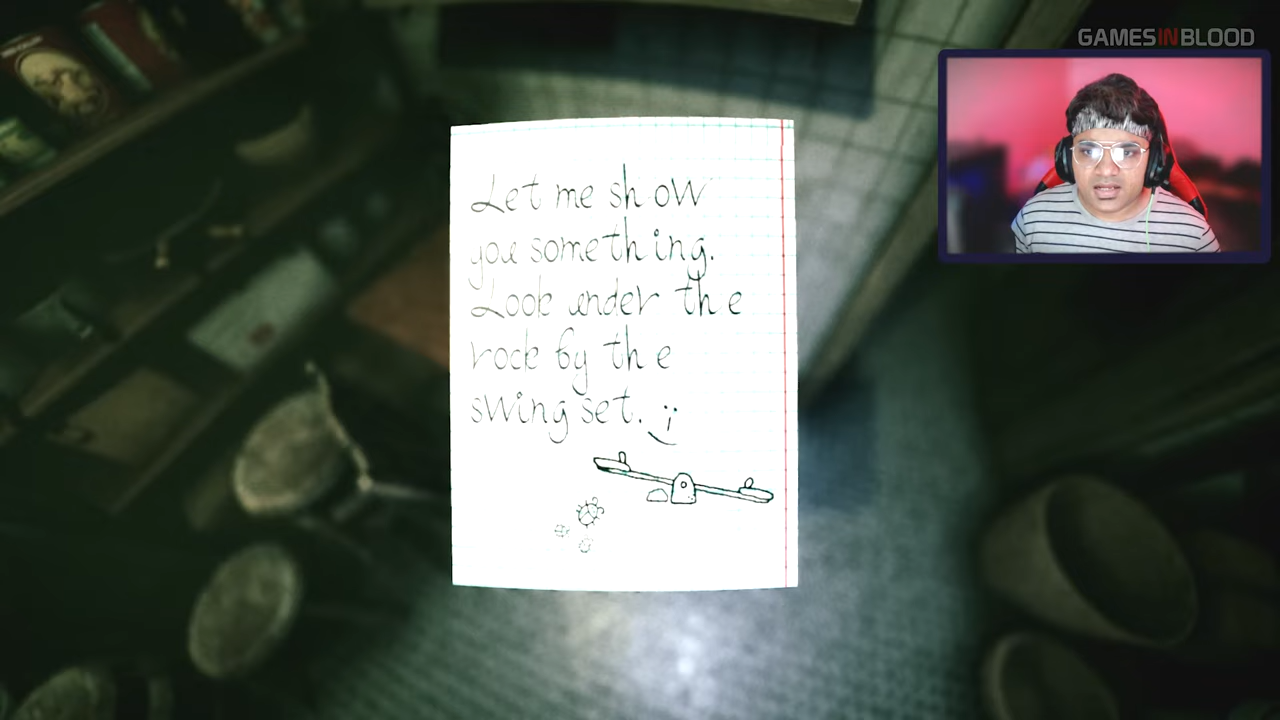 GAMESINBLOOD
Let me show
you something.
Look under the
rock by the
swing set. :)